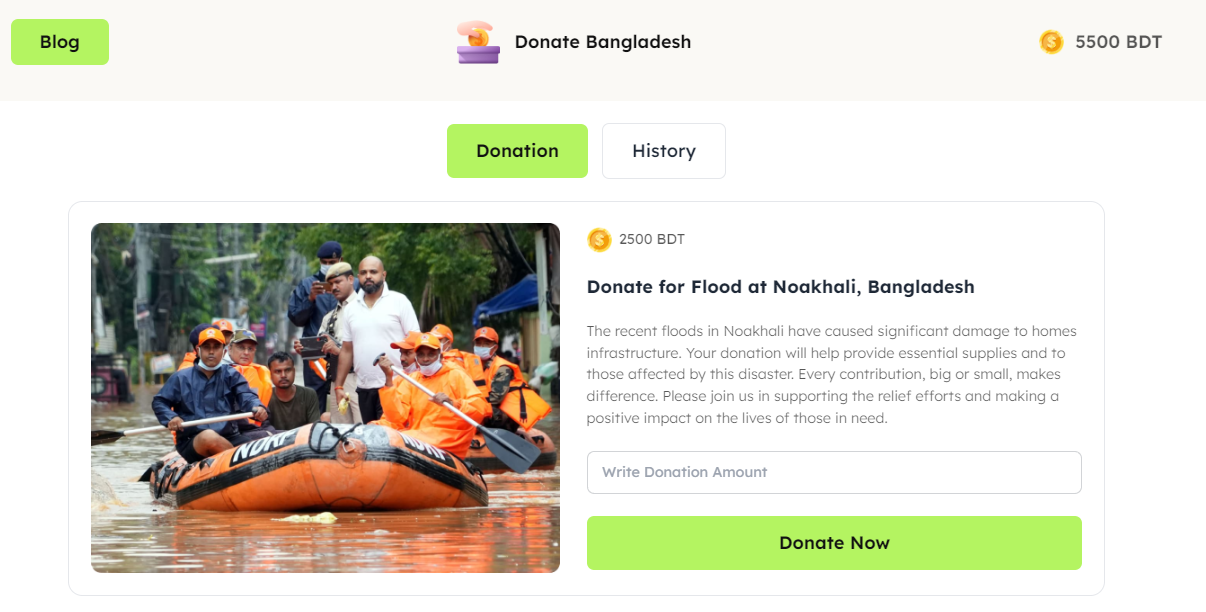 Blog
Donate Bangladesh
5500 BDT
Donation
History
2500 BDT
Donate for Flood at Noakhali, Bangladesh
The recent floods in Noakhali have caused significant damage to homes
infrastructure. Your donation will help provide essential supplies and to
those affected by this disaster. Every contribution, big or small, makes
difference. Please join us in supporting the relief efforts and making a
positive impact on the lives of those in need.
Write Donation Amount
Donate Now
NDRF